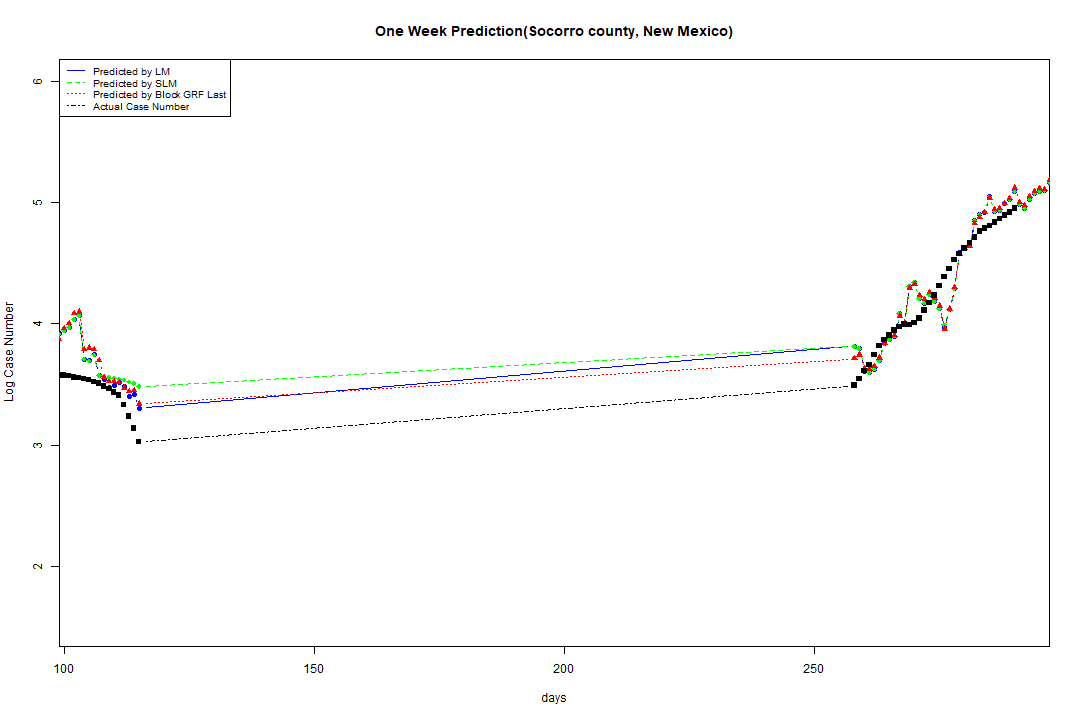 One Week Prediction(Socorro county, New Mexico)
Predicted by LM
Predicted by SLM
Predicted by Block GRF Last
Actual Case Number
6
5
4
3
2
Log Case Number
100 150 200 250
days